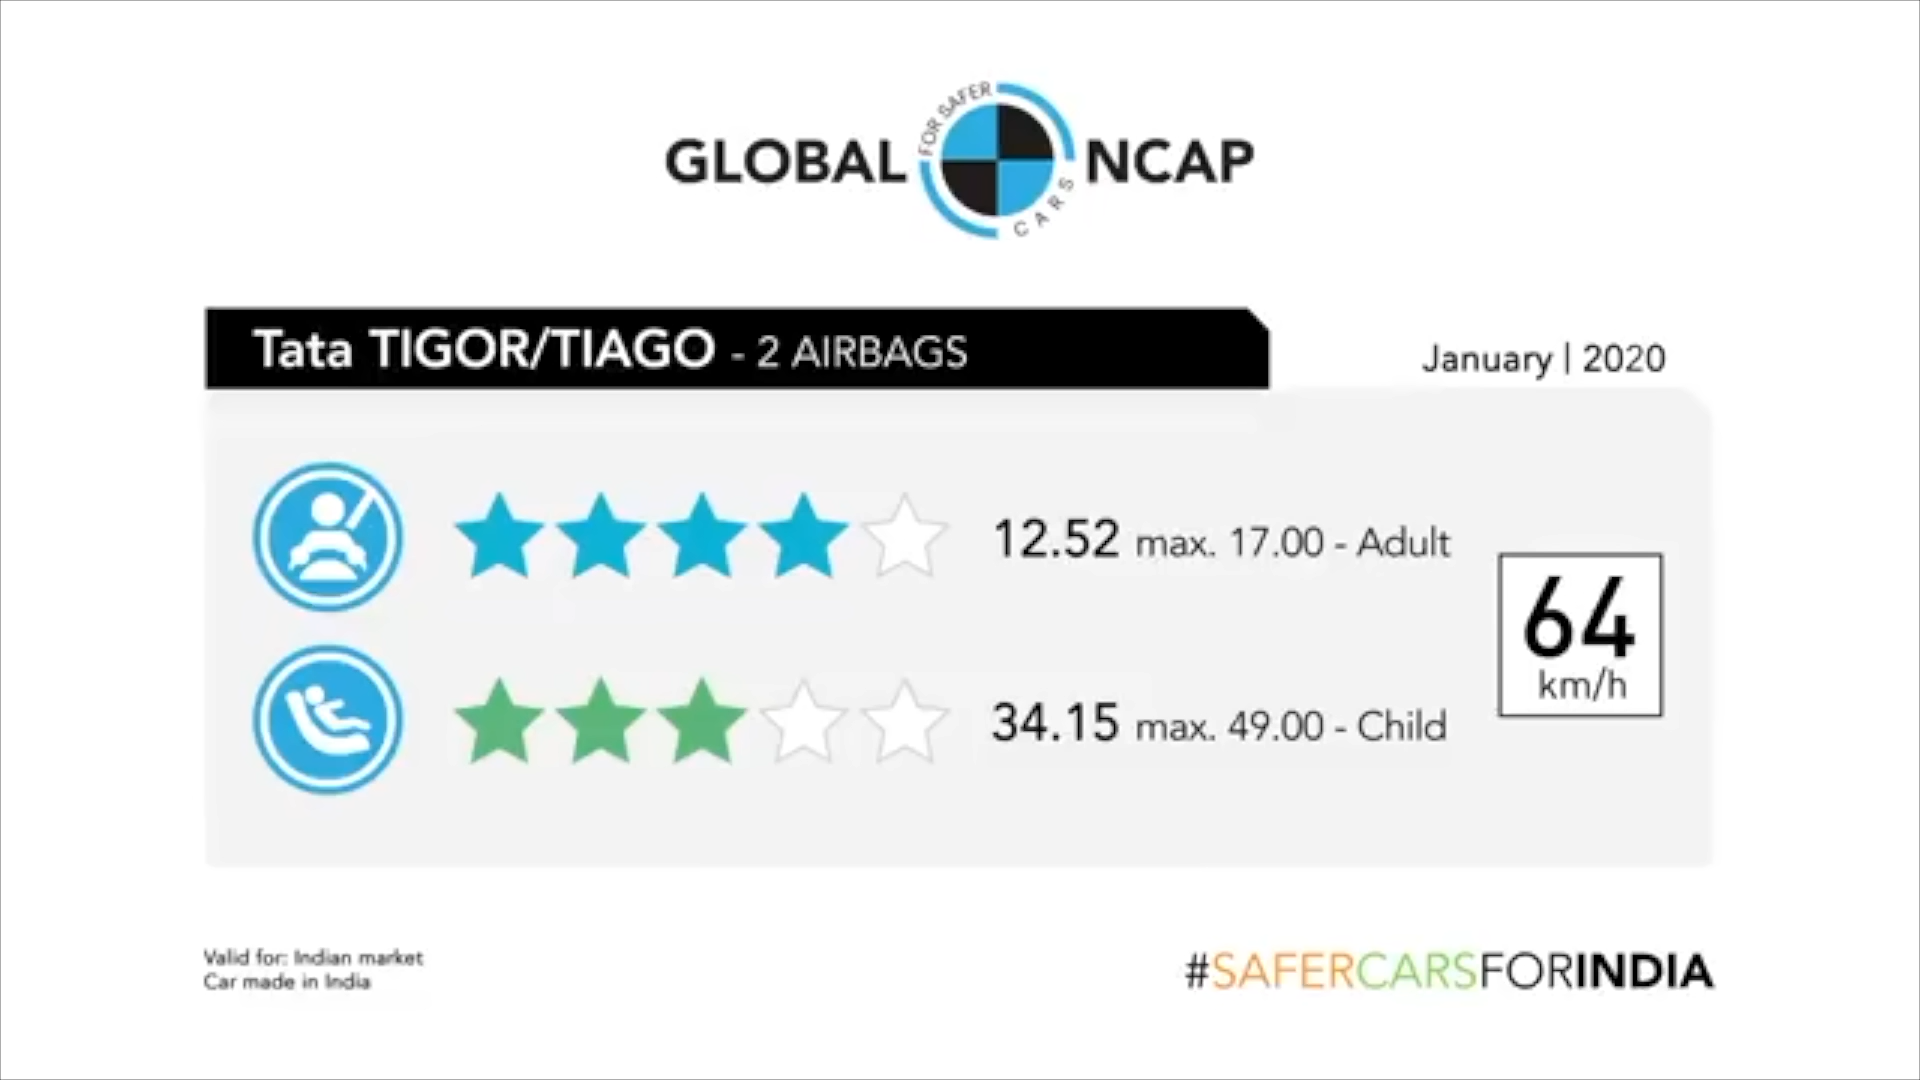 GLOBAL FOR SAFER CARS NCAP
Tata TIGOR/TIAGO - 2 AIRBAGS
January | 2020
12.52 max. 17.00 - Adult
64
km/h
34.15 max. 49.00 - Child
Valid for: Indian market
Car made in India
#SAFERCARSFORINDIA